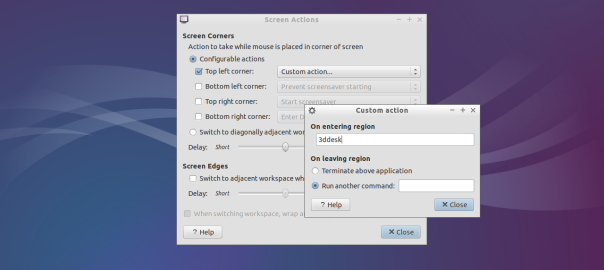 Screen Actions
Screen Corners
Action to take while mouse is placed in corner of screen
Configurable actions
Top left corner: Custom action...
Bottom left corner: Prevent screensaver starting
Top right corner: Start screensaver
Bottom right corner: Enter D
Switch to diagonally adjacent wor
Delay: Short
Screen Edges
Switch to adjacent workspace wh
Delay: Short
When switching workspace, wrap a
? Help
Close
Custom action
On entering region
3ddesk
On leaving region
Terminate above application
Run another command:
? Help
Close